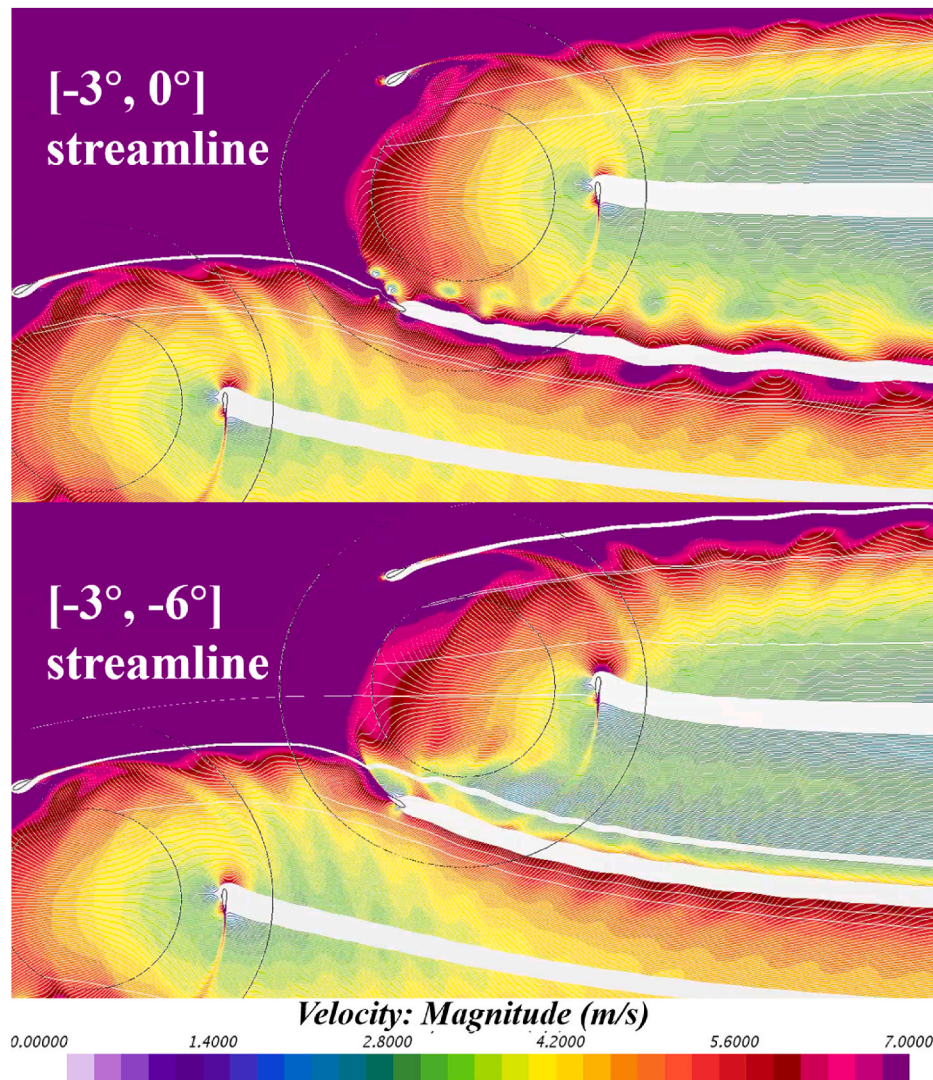 [-3°, 0°]
streamline
[-3°, -6°]
streamline
Velocity: Magnitude (m/s)
0.00000 1.4000 2.8000 4.2000 5.6000 7.0000